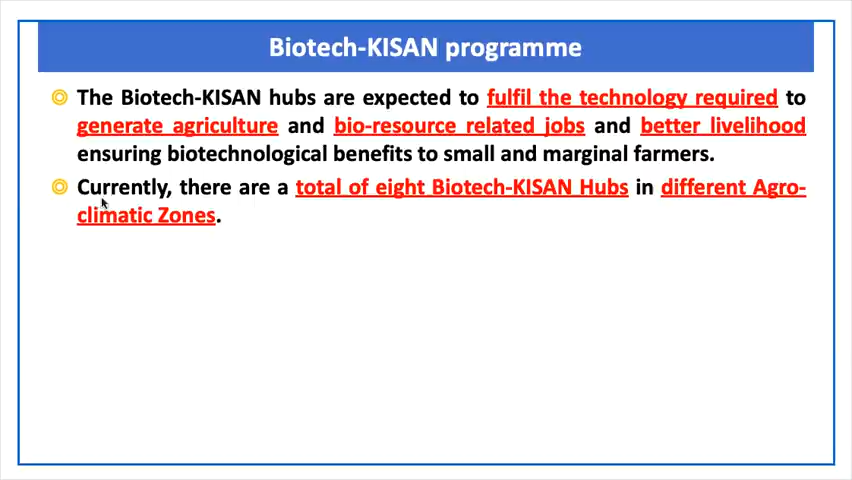 Biotech-KISAN programme
The Biotech-KISAN hubs are expected to fulfil the technology required to
generate agriculture and bio-resource related jobs and better livelihood
ensuring biotechnological benefits to small and marginal farmers.
Currently, there are a total of eight Biotech-KISAN Hubs in different Agro-
climatic Zones.